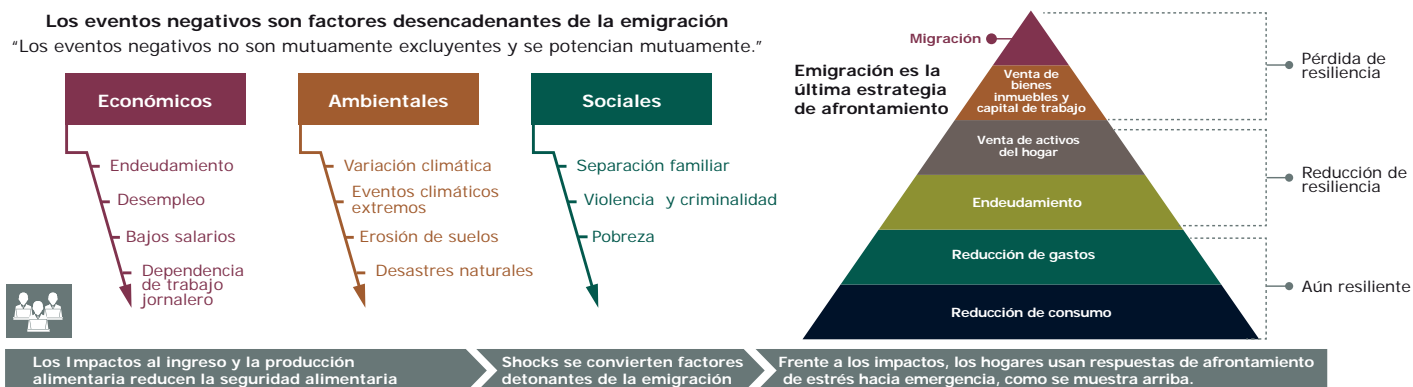 Los eventos negativos son factores desencadenantes de la emigración
"Los eventos negativos no son mutuamente excluyentes y se potencian mutuamente."
Económicos
Endeudamiento
Desempleo
Bajos salarios
Dependencia
de trabajo
jornalero
Ambientales
Variación climática
Eventos climáticos
extremos
Erosión de suelos
Desastres naturales
Sociales
Separación familiar
Violencia y criminalidad
Pobreza
Migración
Emigración es la
última estrategia
de afrontamiento
Venta de
bienes
inmuebles y
capital de trabajo
Venta de activos
del hogar
Endeudamiento
Reducción de gastos
Reducción de consumo
Pérdida de
resiliencia
Reducción de
resiliencia
Aún resiliente
Los Impactos al ingreso y la producción
alimentaria reducen la seguridad alimentaria
Shocks se convierten factores
detonantes de la emigración
Frente a los impactos, los hogares usan respuestas de afrontamiento
de estrés hacia emergencia, como se muestra arriba.